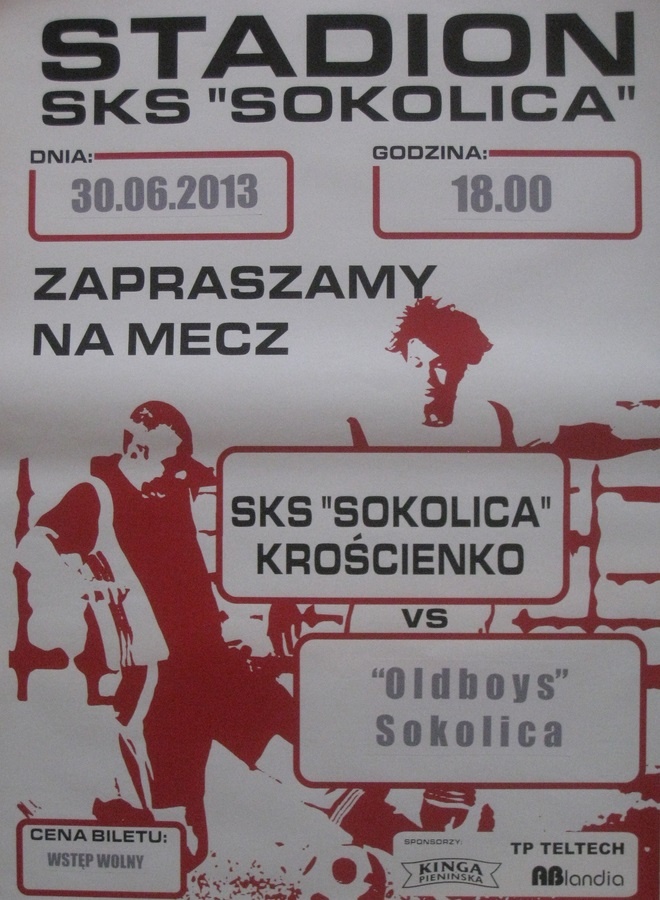 STADION
SKS "SOKOLICA"
DNIA:
30.06.2013
GODZINA:
18.00
ZAPRASZAMY
NA MECZ
SKS "SOKOLICA"
KROŚCIENKO
VS
“Oldboys”
Sokolica
CENA BILETU:
WSTĘP WOLNY
SPONSORZY:
KINGA
PIENIŃSKA
TP TELTECH
ABlandia